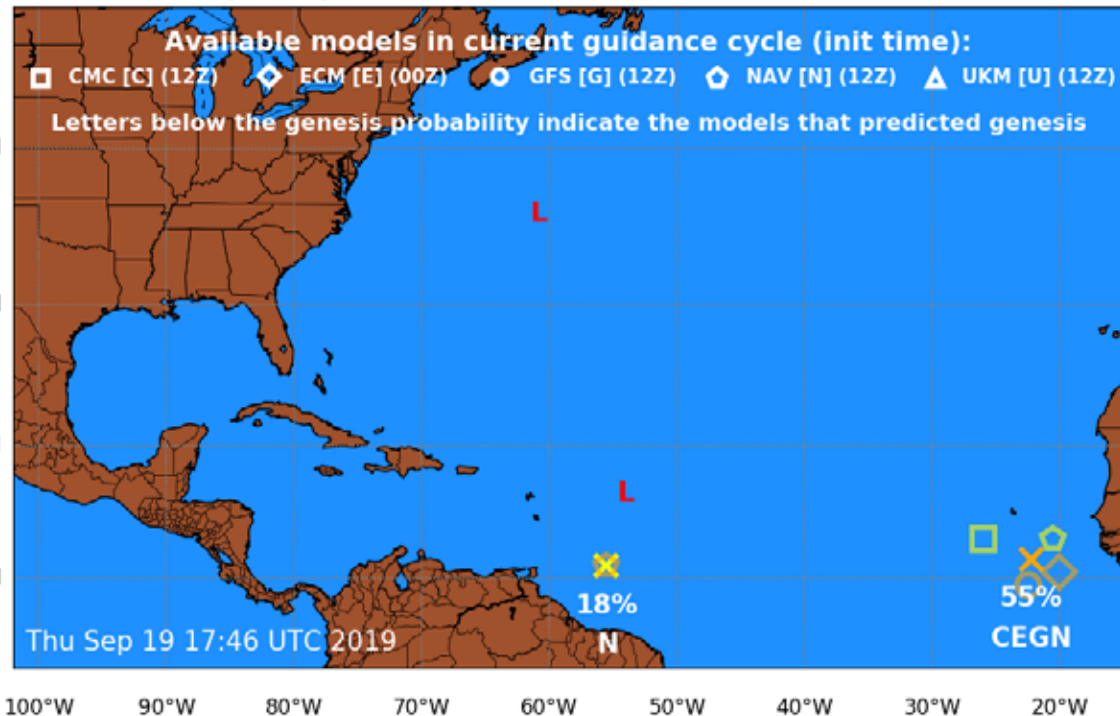 Available models in current guidance cycle (init time):
CMC [C] (12Z) ECM [E] (00Z) GFS [G] (12Z) NAV [N] (12Z) UKM [U] (12Z)
Letters below the genesis probability indicate the models that predicted genesis
L
L
18%
55%
N
CEGN
Thu Sep 19 17:46 UTC 2019
100°W 90°W 80°W 70°W 60°W 50°W 40°W 30°W 20°W